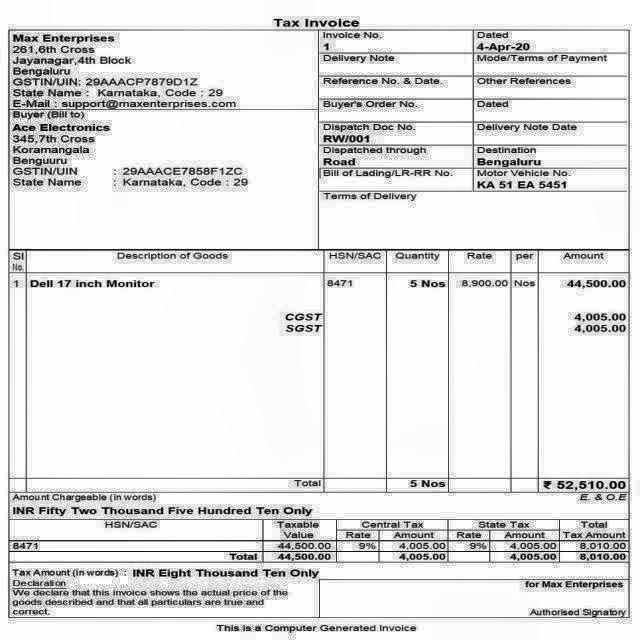 Tax Invoice
Max Enterprises
261,6th Cross
Jayanagar,4th Block
Bengaluru
GSTIN/UIN: 29AAACP7879D1Z
State Name : Karnataka, Code : 29
E-Mail : support@maxenterprises.com
Invoice No.
1
Dated
4-Apr-20
Delivery Note
Mode/Terms of Payment
Reference No. & Date.
Other References
Buyer (Bill to)
Ace Electronics
345,7th Cross
Koramangala
Benguuru
GSTIN/UIN : 29AAACE7858F1ZC
State Name : Karnataka, Code : 29
Buyer's Order No.
Dated
Dispatch Doc No.
RW/001
Delivery Note Date
Dispatched through
Road
Destination
Bengaluru
Bill of Lading/LR-RR No.
Motor Vehicle No.
KA 51 EA 5451
Terms of Delivery
Sl No. Description of Goods HSN/SAC Quantity Rate per Amount
1 Dell 17 inch Monitor 8471 5 Nos 8,900.00 Nos 44,500.00
CGST 4,005.00
SGST 4,005.00
Total 5 Nos ₹ 52,510.00
Amount Chargeable (in words) E. & O.E
INR Fifty Two Thousand Five Hundred Ten Only
HSN/SAC Taxable Value Central Tax Rate Amount State Tax Rate Amount Total Tax Amount
8471 44,500.00 9% 4,005.00 9% 4,005.00 8,010.00
Total 44,500.00 4,005.00 4,005.00 8,010.00
Tax Amount (in words) : INR Eight Thousand Ten Only
Declaration
We declare that this invoice shows the actual price of the
goods described and that all particulars are true and
correct.
for Max Enterprises
Authorised Signatory
This is a Computer Generated Invoice